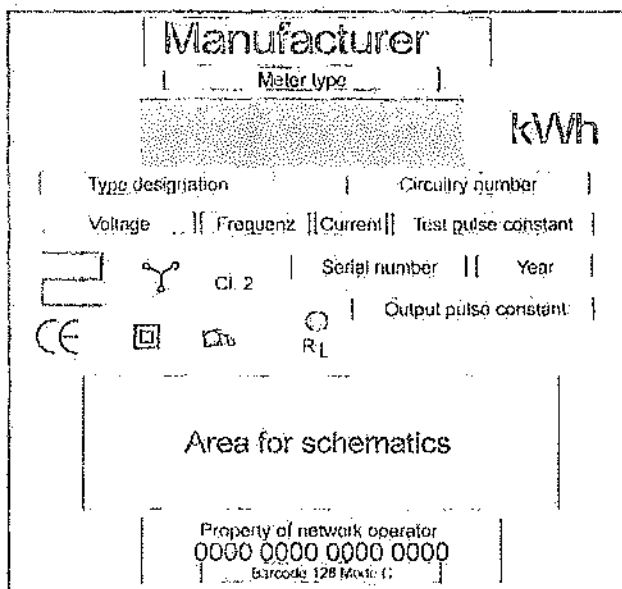 Manufacturer
Meter type
kWh
Type designation Circuitry number
Voltage Frequenz Current Test pulse constant
Cl. 2 Serial number Year
Output pulse constant
CE RL
Area for schematics
Property of network operator
0000 0000 0000 0000
Barcode 128 Mode C